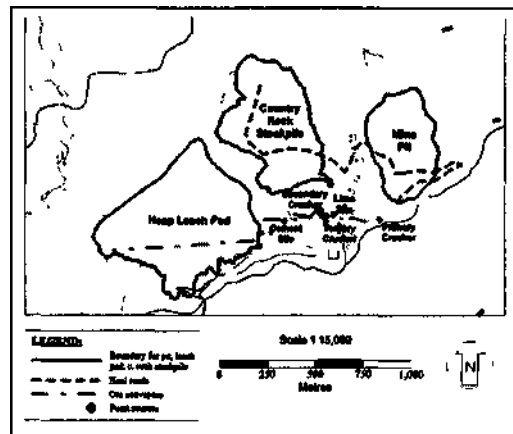 Country
Rock
Stockpile
Mine
Pit
Secondary
Crusher
Lime
Silo
Heap Leach Pad
Cement
Silo
Tertiary
Crusher
Primary
Crusher
LEGEND:
Boundary for pit, leach
pad, & rock stockpile
Haul roads
Ore conveying
Point sources
Scale 1:15,000
0 250 500 750 1,000
Metres
N